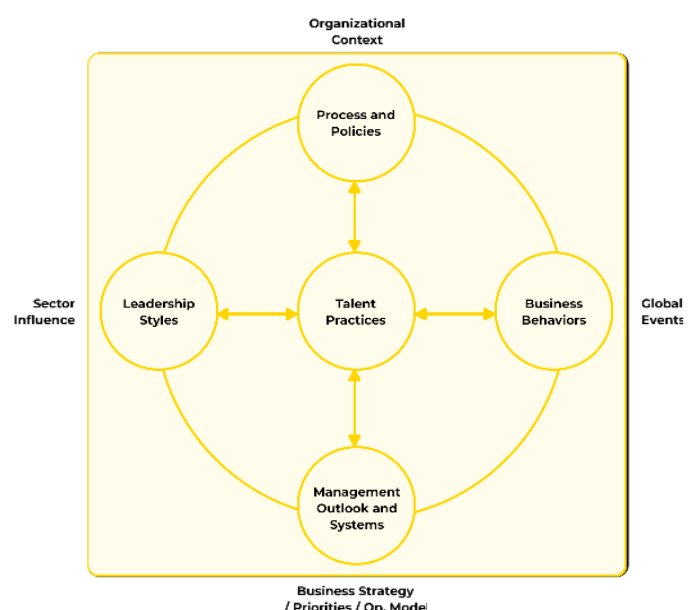 Organizational
Context
Process and
Policies
Sector
Influence
Leadership
Styles
Talent
Practices
Business
Behaviors
Global
Events
Management
Outlook and
Systems
Business Strategy
/ Priorities / Op. Model